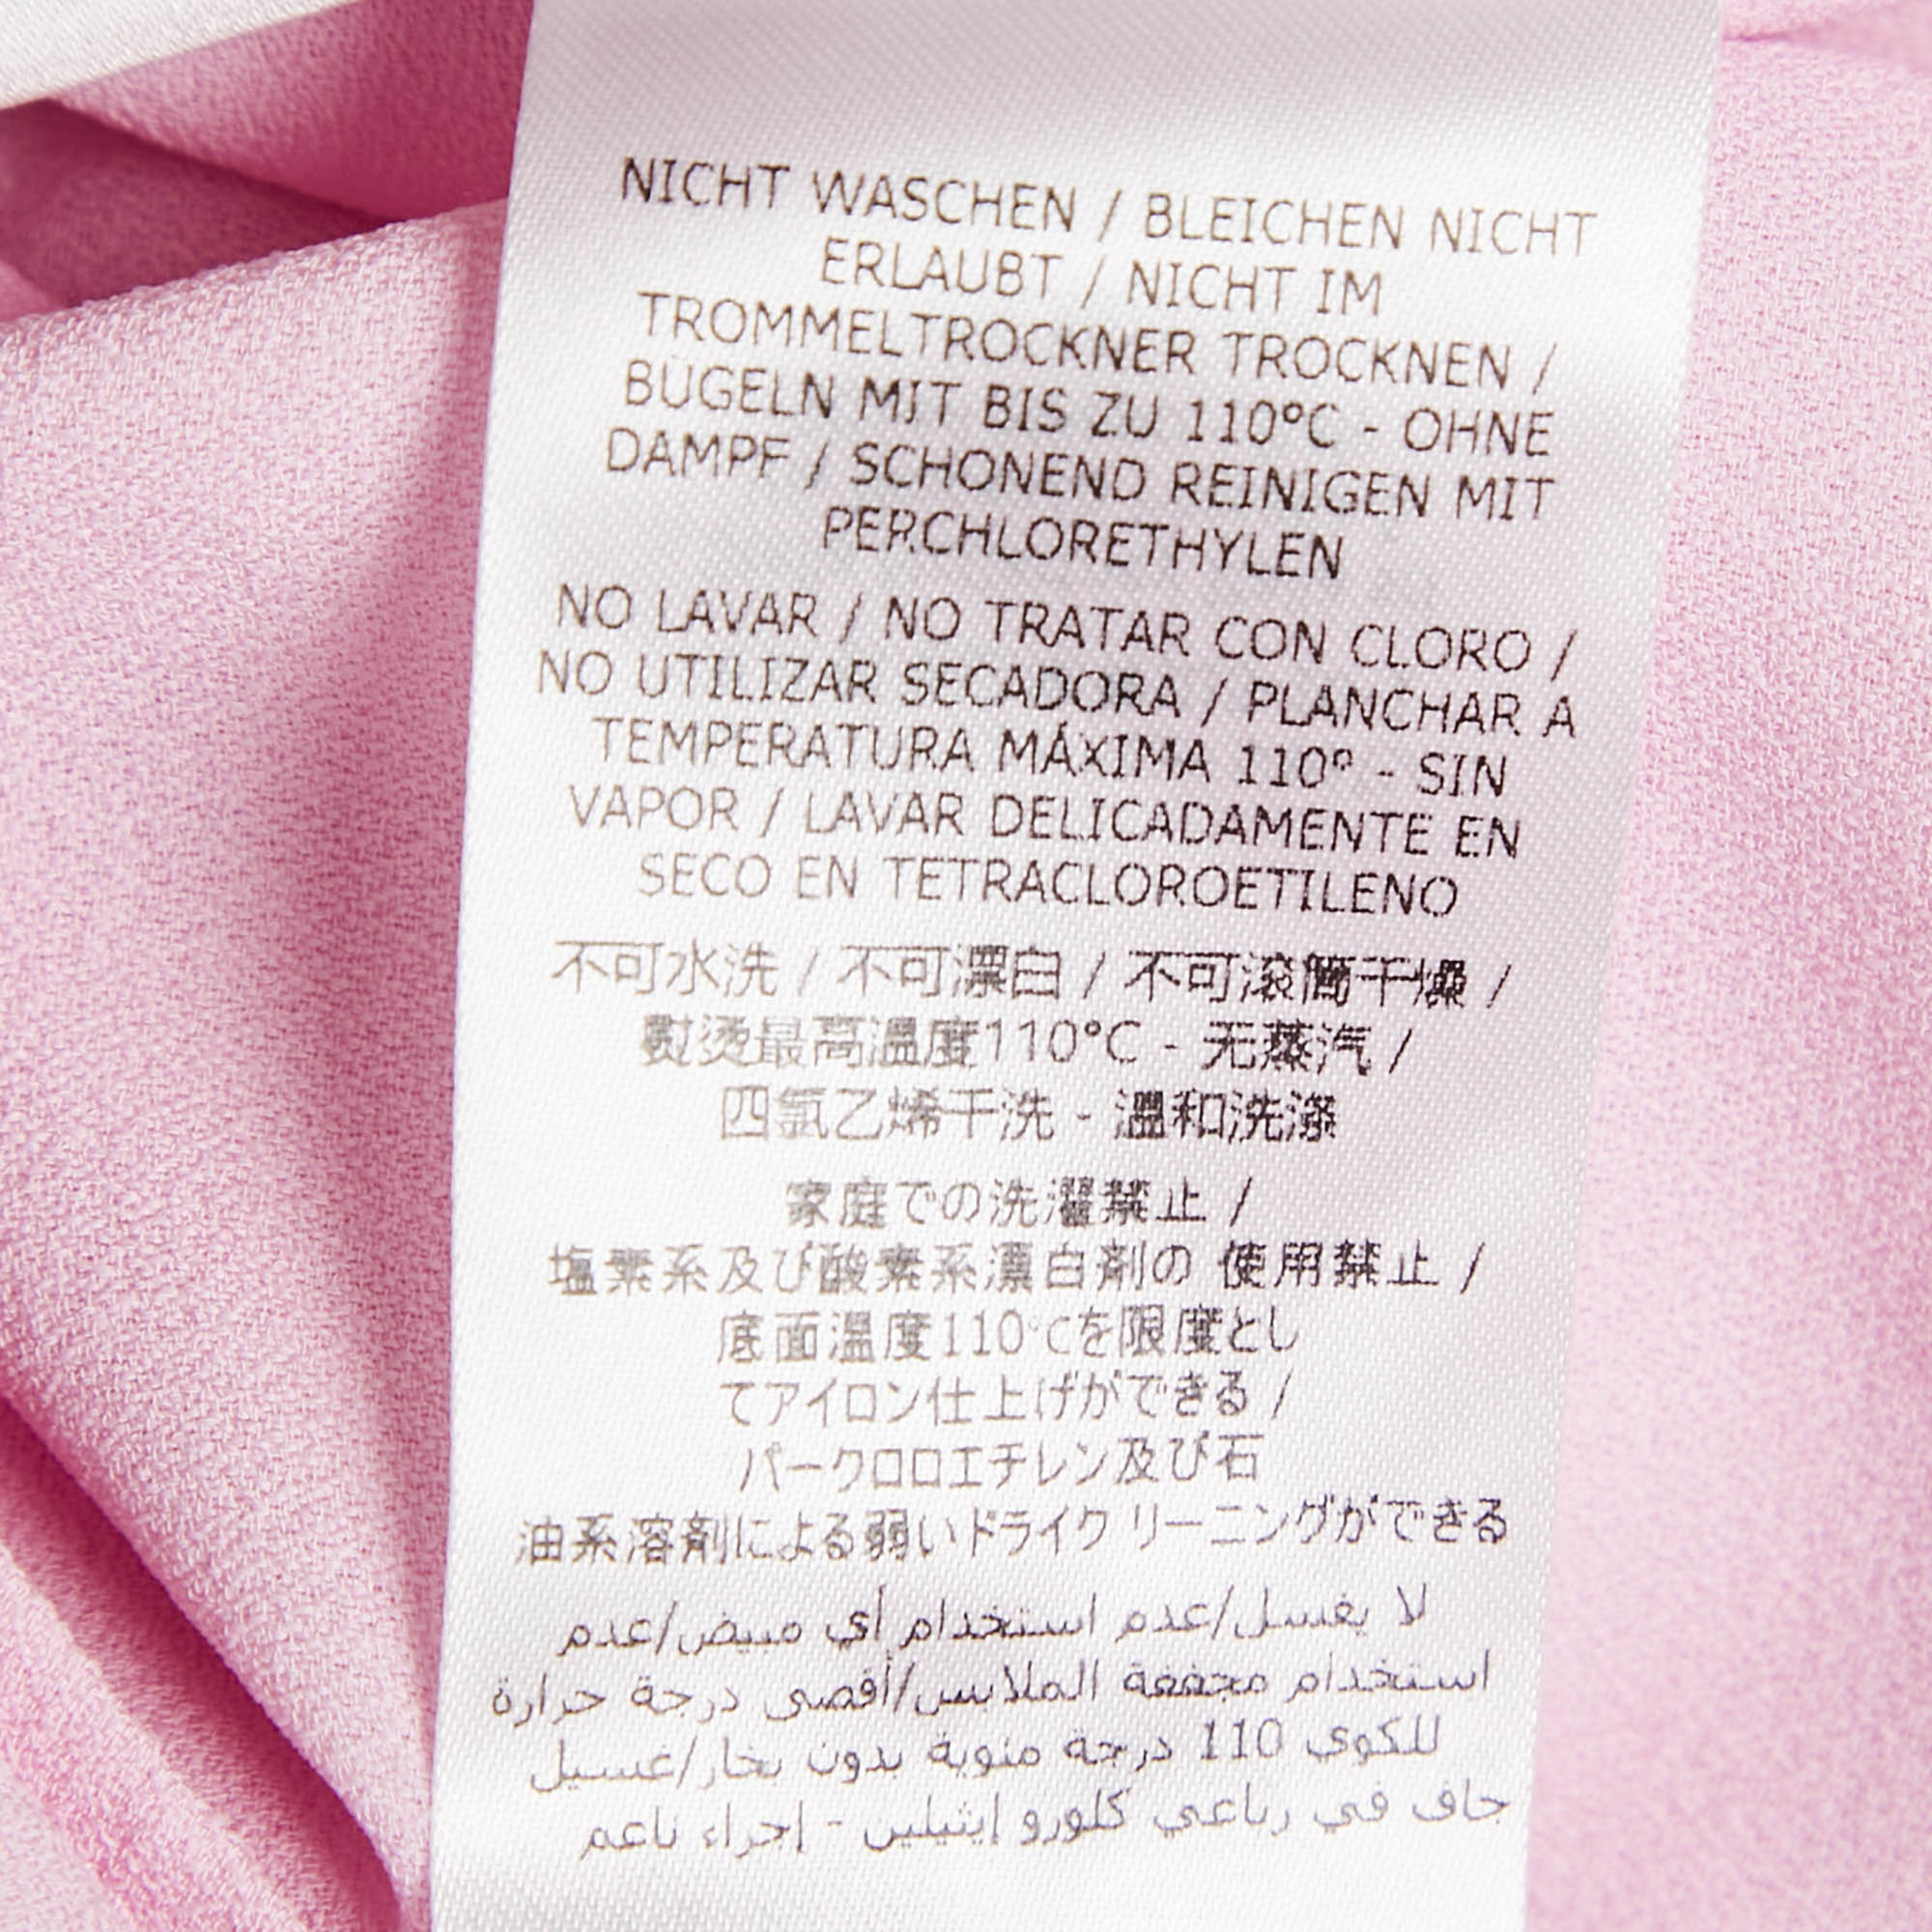 NICHT WASCHEN / BLEICHEN NICHT
ERLAUBT / NICHT IM
TROMMELTROCKNER TROCKNEN /
BÜGELN MIT BIS ZU 110°C - OHNE
DAMPF / SCHONEND REINIGEN MIT
PERCHLORETHYLEN
NO LAVAR / NO TRATAR CON CLORO /
NO UTILIZAR SECADORA / PLANCHAR A
TEMPERATURA MÁXIMA 110º - SIN
VAPOR / LAVAR DELICADAMENTE EN
SECO EN TETRACLOROETILENO
不可水洗 / 不可漂白 / 不可滚筒干燥 /
熨烫最高温度110°C - 无蒸汽 /
四氯乙烯干洗 - 温和洗涤
家庭での洗濯禁止 /
塩素系及び酸素系漂白剤の 使用禁止 /
底面温度110℃を限度とし
てアイロン仕上げができる /
パークロロエチレン及び石
油系溶剤による弱いドライク リーニングができる
لا يغسل/عدم استخدام أي مبيض/عدم
استخدام مجففة الملابس/أقصى درجة حرارة
للكوي 110 درجة مئوية بدون بخار/غسيل
جاف في رباعي كلورو إيثيلين - إجراء ناعم